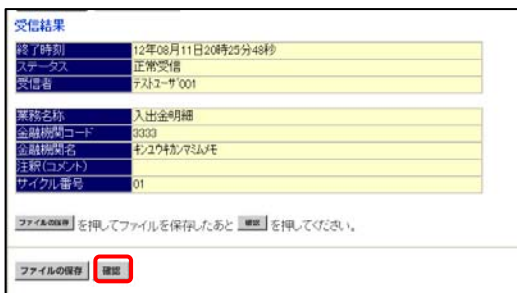 受信結果
終了時刻 12年08月11日20時25分48秒
ステータス 正常受信
受信者 テストユーザ001
業務名称 入出金明細
金融機関コード 3333
金融機関名 キンユウキカンマミムメモ
注釈(コメント)
サイクル番号 01
ファイルの保存 を押してファイルを保存したあと 確認 を押してください。
ファイルの保存 確認